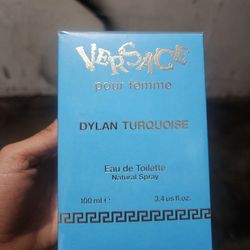 VERSACE
pour femme
DYLAN TURQUOISE
Eau de Toilette
Natural Spray
100 ml e 3.4 us fl.oz.